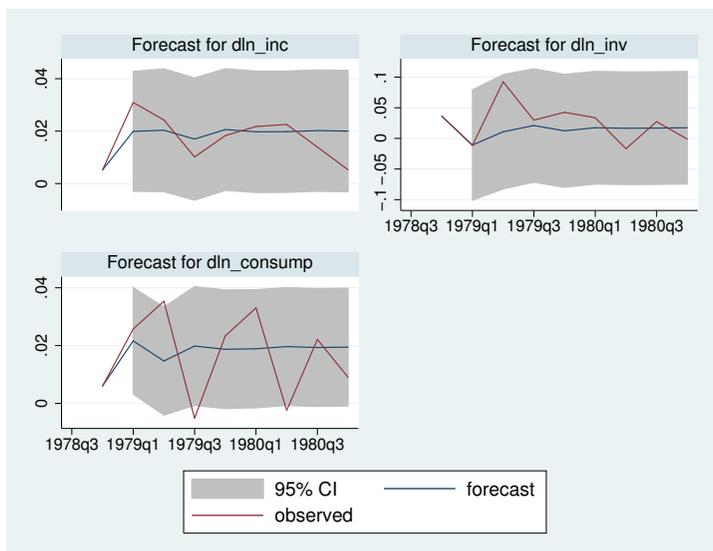 Forecast for dln_inc
.04
.02
0
Forecast for dln_inv
.1
.05
0
-.05
-.1
1978q3 1979q1 1979q3 1980q1 1980q3
Forecast for dln_consump
.04
.02
0
1978q3 1979q1 1979q3 1980q1 1980q3
95% CI forecast
observed